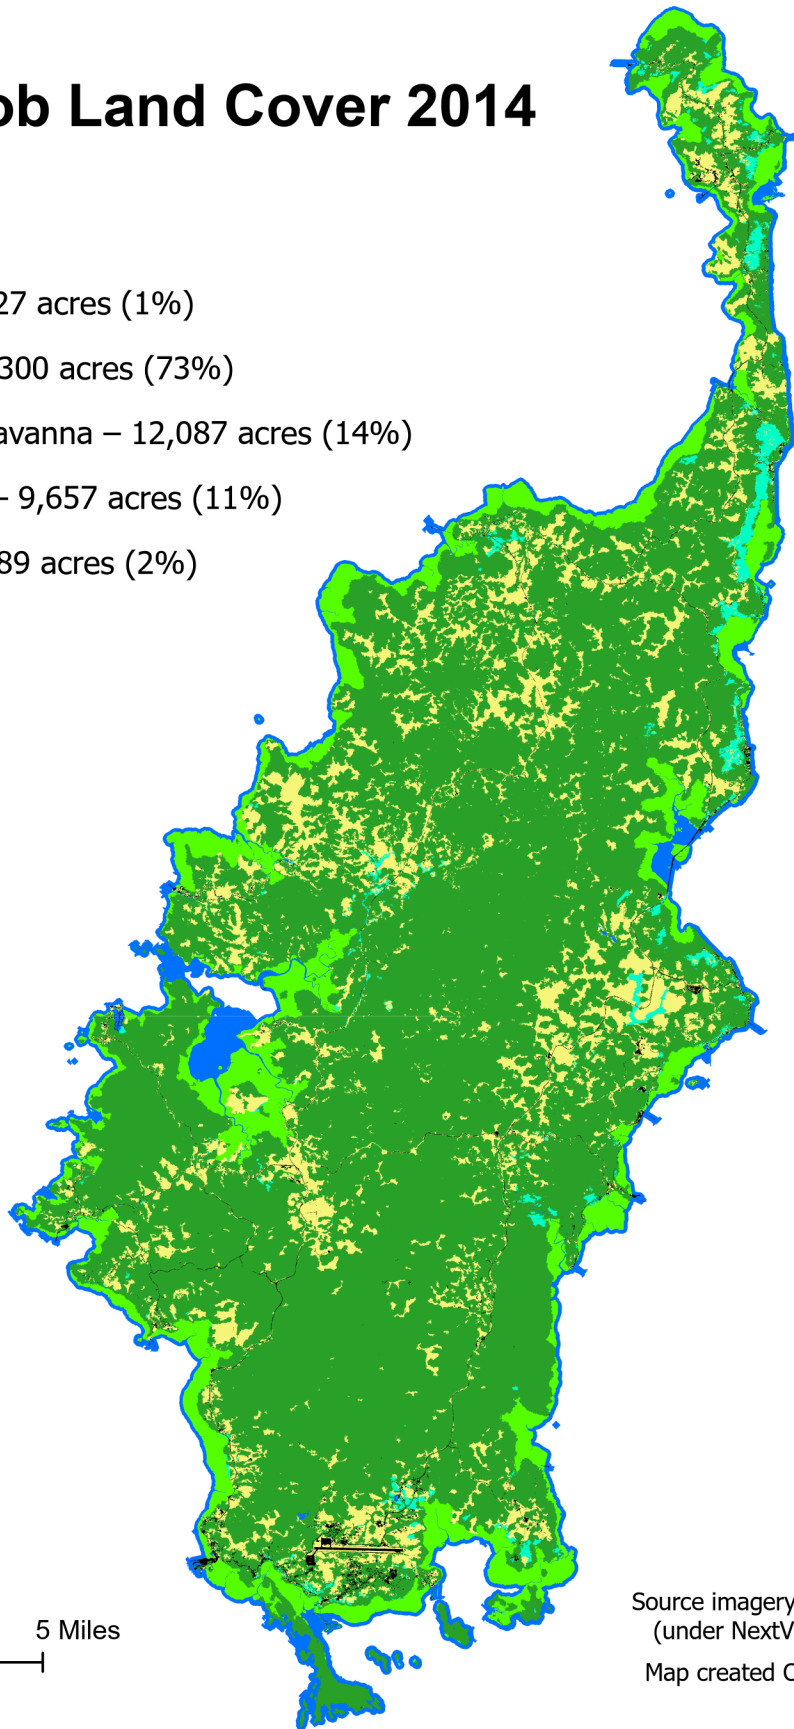 ob Land Cover 2014
27 acres (1%)
300 acres (73%)
avanna – 12,087 acres (14%)
- 9,657 acres (11%)
89 acres (2%)
5 Miles
Source imagery
(under NextV
Map created C